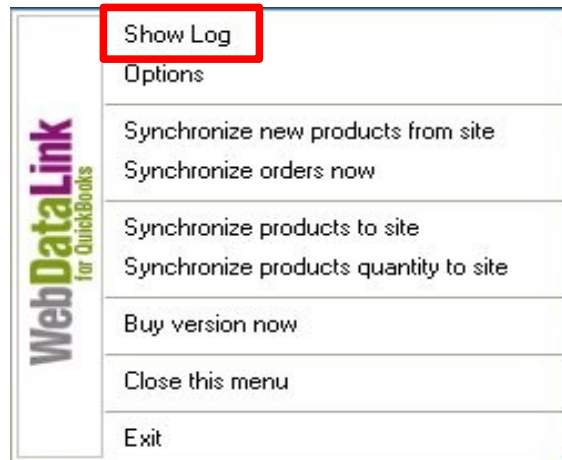 WebDataLink
for QuickBooks
Show Log
Options
Synchronize new products from site
Synchronize orders now
Synchronize products to site
Synchronize products quantity to site
Buy version now
Close this menu
Exit